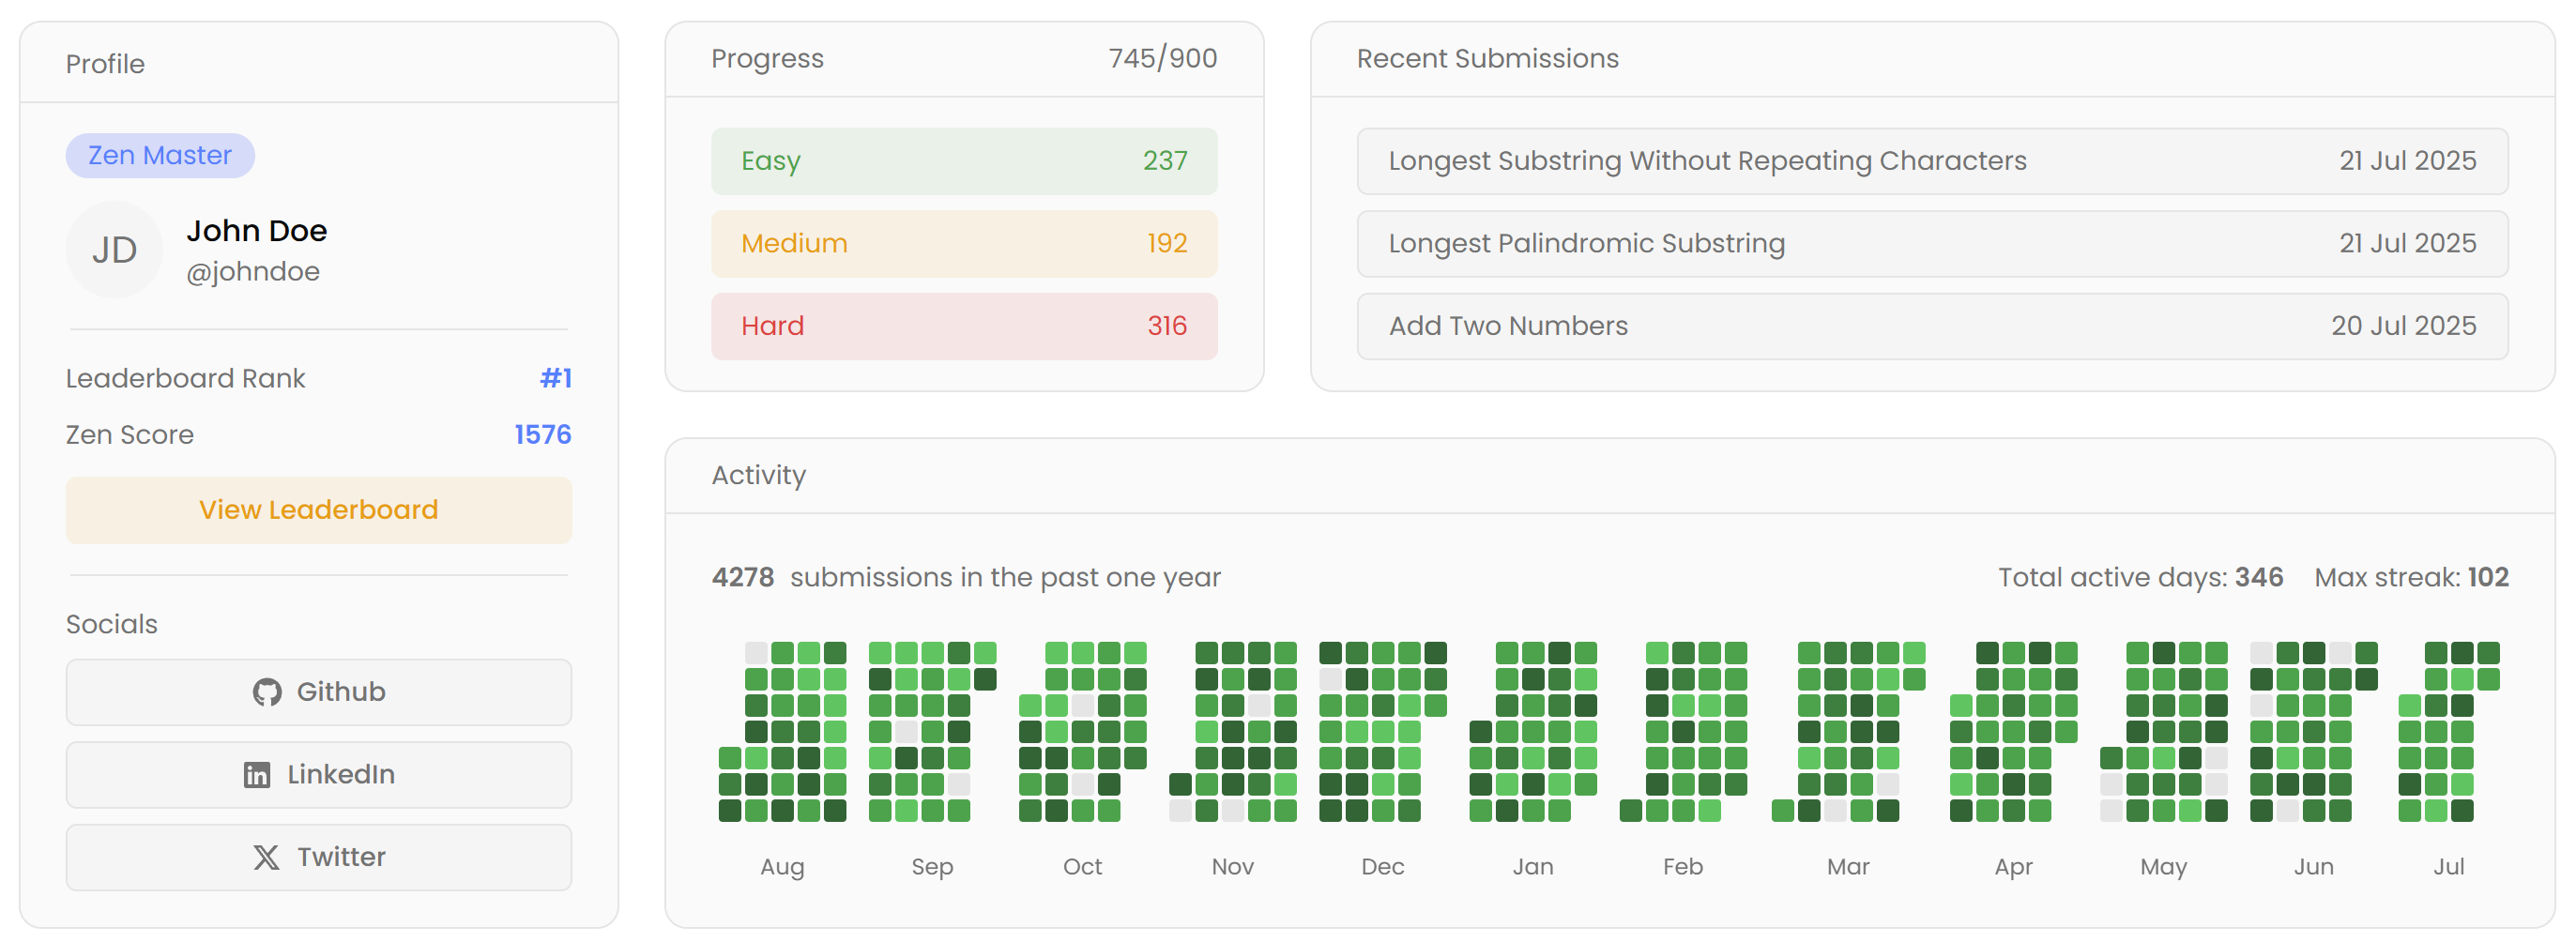 Profile
Zen Master
JD
John Doe
@johndoe
Leaderboard Rank #1
Zen Score 1576
View Leaderboard
Socials
Github
LinkedIn
Twitter
Progress 745/900
Easy 237
Medium 192
Hard 316
Recent Submissions
Longest Substring Without Repeating Characters 21 Jul 2025
Longest Palindromic Substring 21 Jul 2025
Add Two Numbers 20 Jul 2025
Activity
4278 submissions in the past one year Total active days: 346 Max streak: 102
Aug Sep Oct Nov Dec Jan Feb Mar Apr May Jun Jul